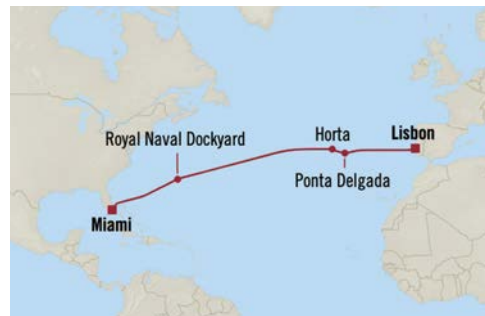 Royal Naval Dockyard
Horta
Lisbon
Ponta Delgada
Miami